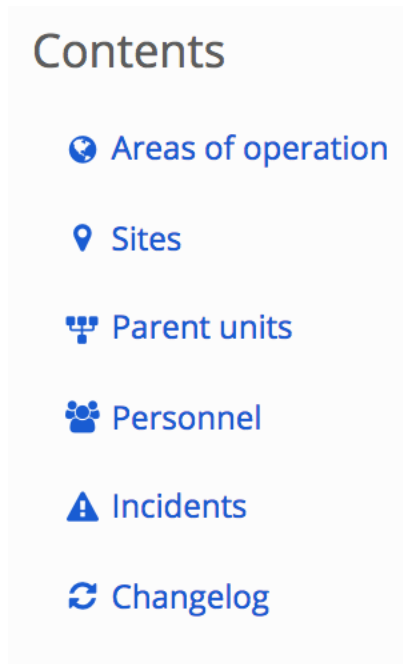 Contents
Areas of operation
Sites
Parent units
Personnel
Incidents
Changelog